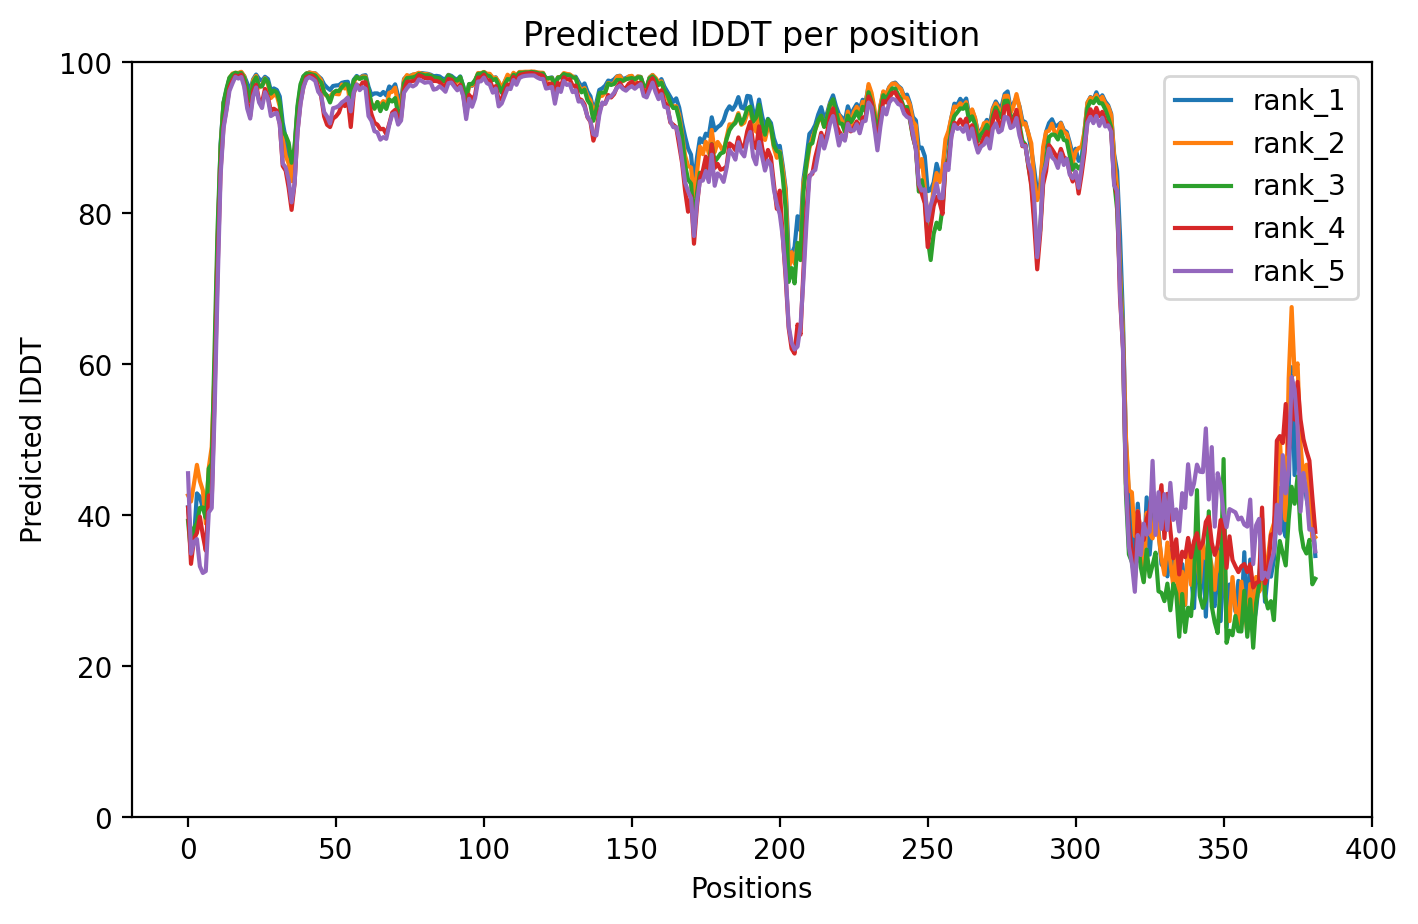 Predicted lDDT per position
100
80
60
40
20
0
Predicted lDDT
0 50 100 150 200 250 300 350 400
Positions
rank_1
rank_2
rank_3
rank_4
rank_5